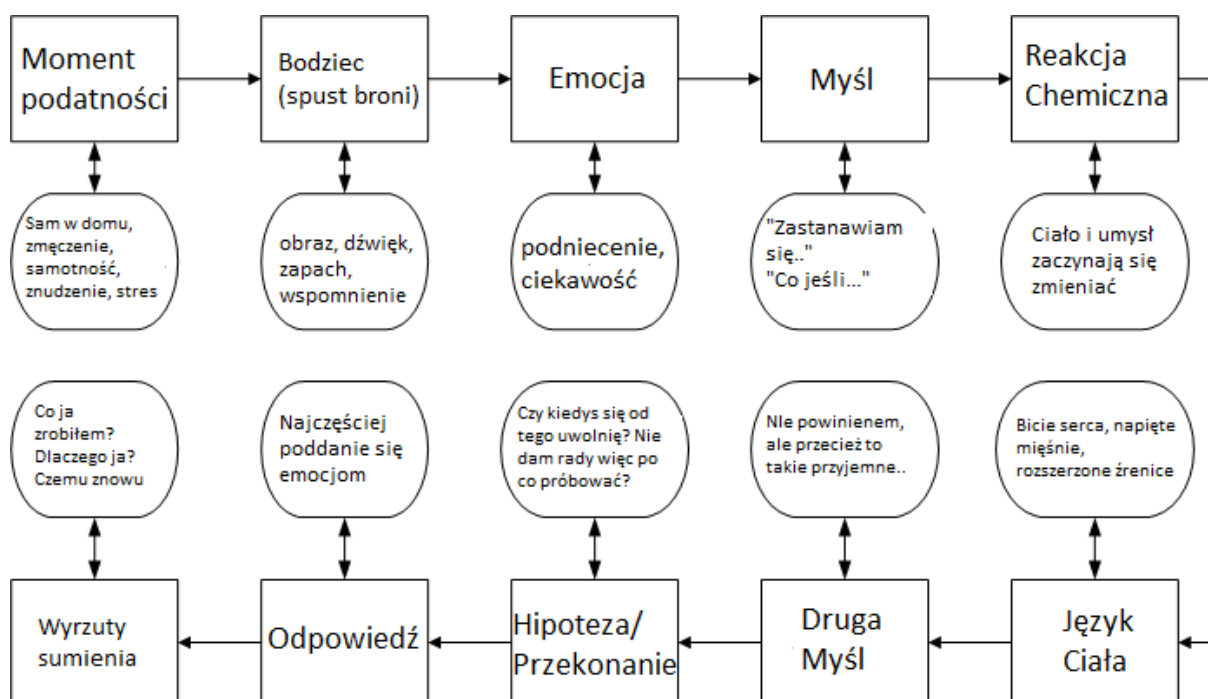 Moment
podatności
Bodziec
(spust broni)
Emocja
Myśl
Reakcja
Chemiczna
Sam w domu,
zmęczenie,
samotność,
znudzenie, stres
obraz, dźwięk,
zapach,
wspomnienie
podniecenie,
ciekawość
"Zastanawiam
się.."
"Co jeśli..."
Ciało i umysł
zaczynają się
zmieniać
Co ja
zrobiłem?
Dlaczego ja?
Czemu znowu
Najczęściej
poddanie się
emocjom
Czy kiedys się od
tego uwolnię? Nie
dam rady więc po
co próbować?
NIe powinienem,
ale przecież to
takie przyjemne..
Bicie serca, napięte
mięśnie,
rozszerzone źrenice
Wyrzuty
sumienia
Odpowiedź
Hipoteza/
Przekonanie
Druga
Myśl
Język
Ciała